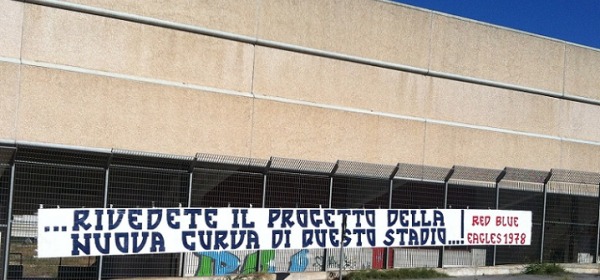 ...RIVEDETE IL PROGETTO DELLA
NUOVA CURVA DI QUESTO STADIO....
RED BLUE
EAGLES 1978